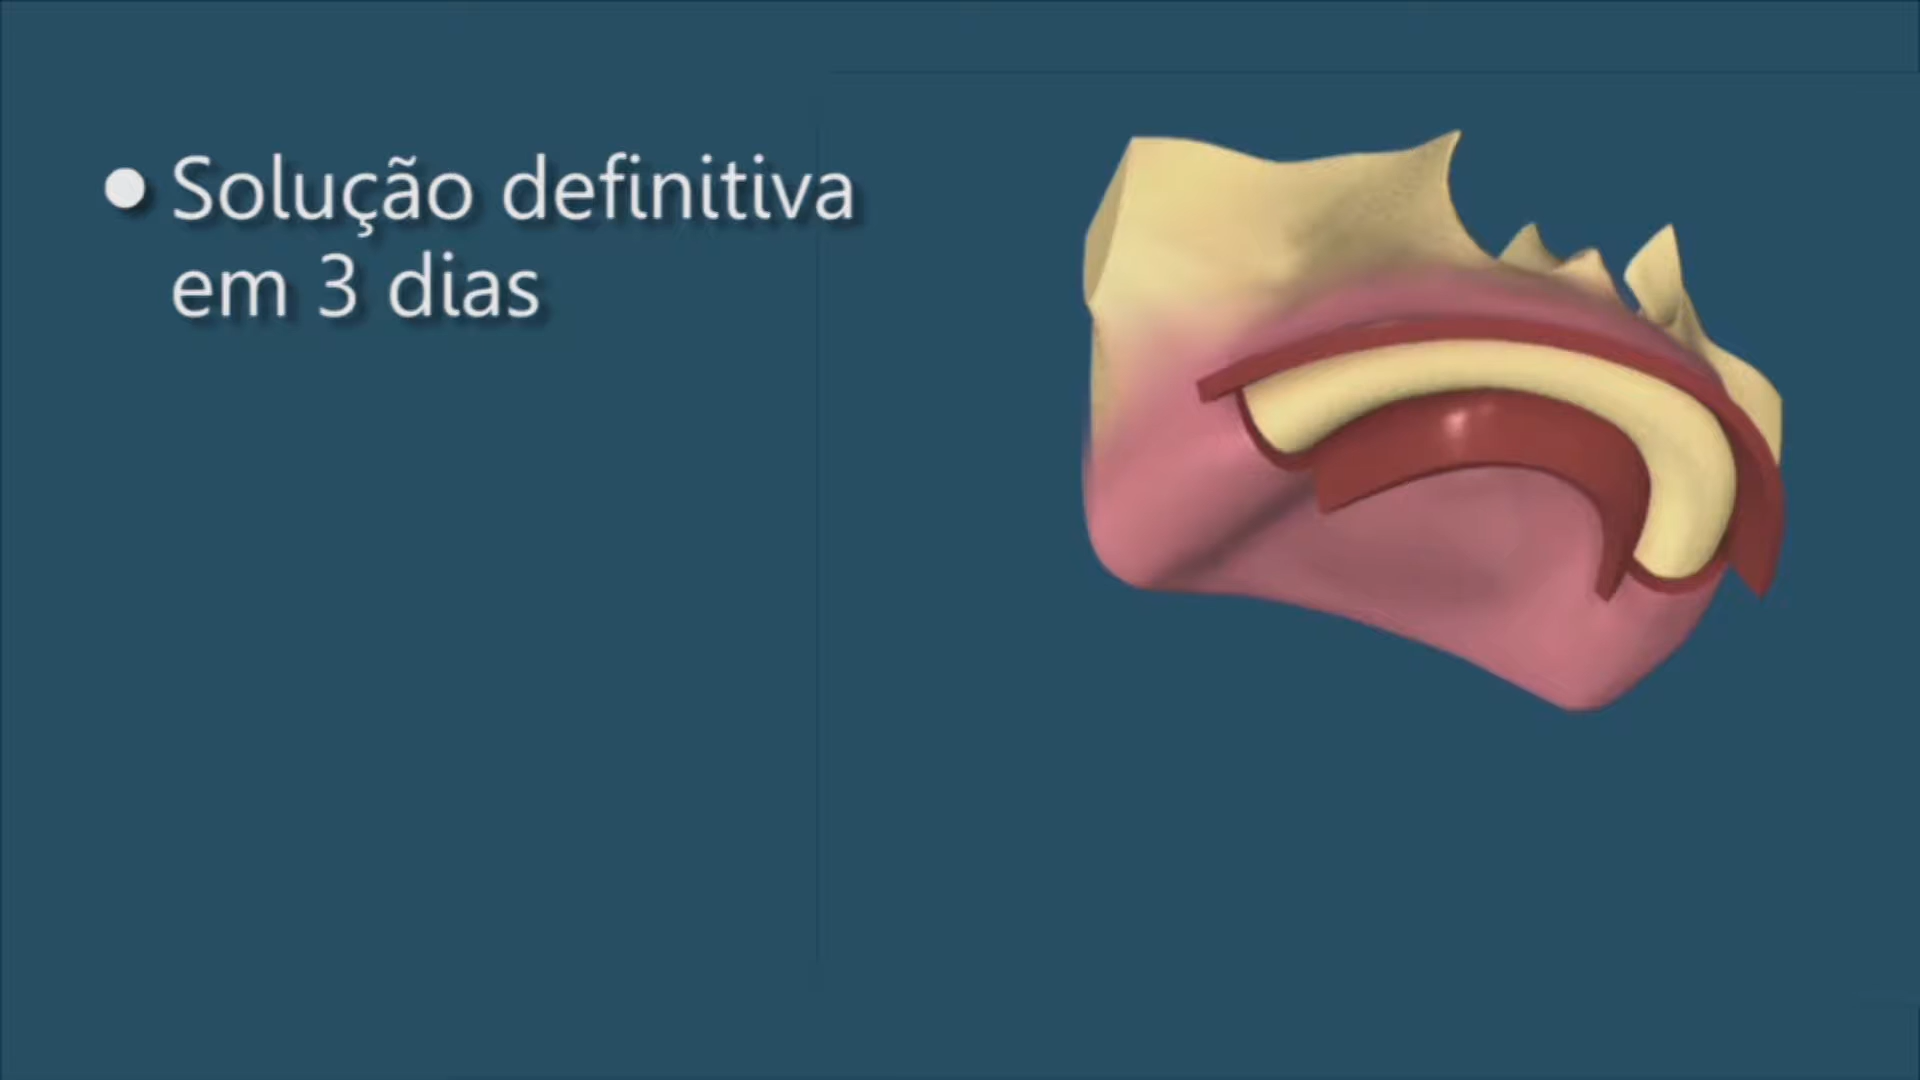 • Solução definitiva
em 3 dias